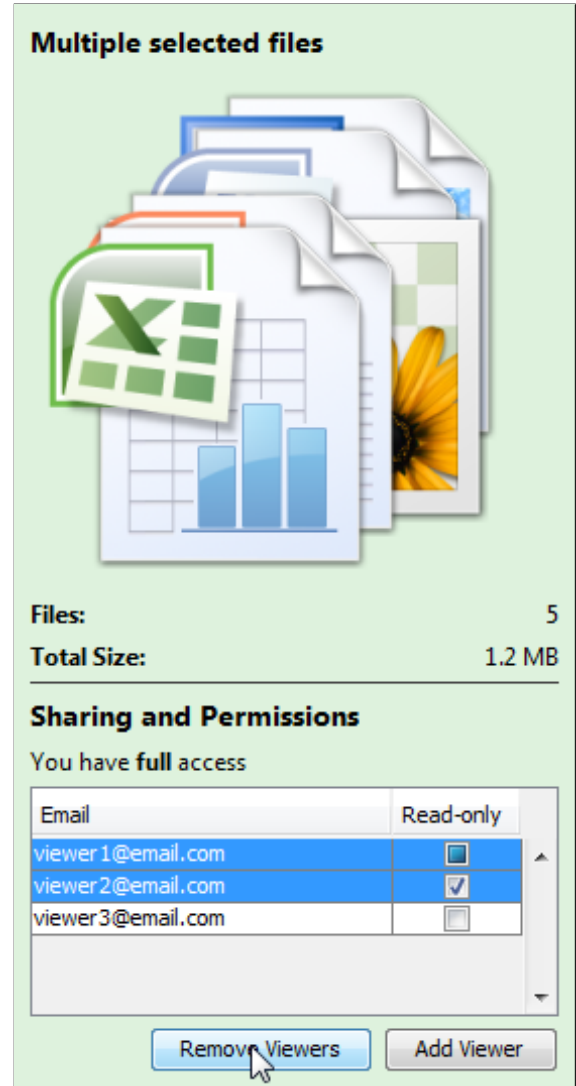 Multiple selected files
Files: 5
Total Size: 1.2 MB
Sharing and Permissions
You have full access
Email Read-only
viewer1@email.com
viewer2@email.com
viewer3@email.com
Remove Viewers Add Viewer